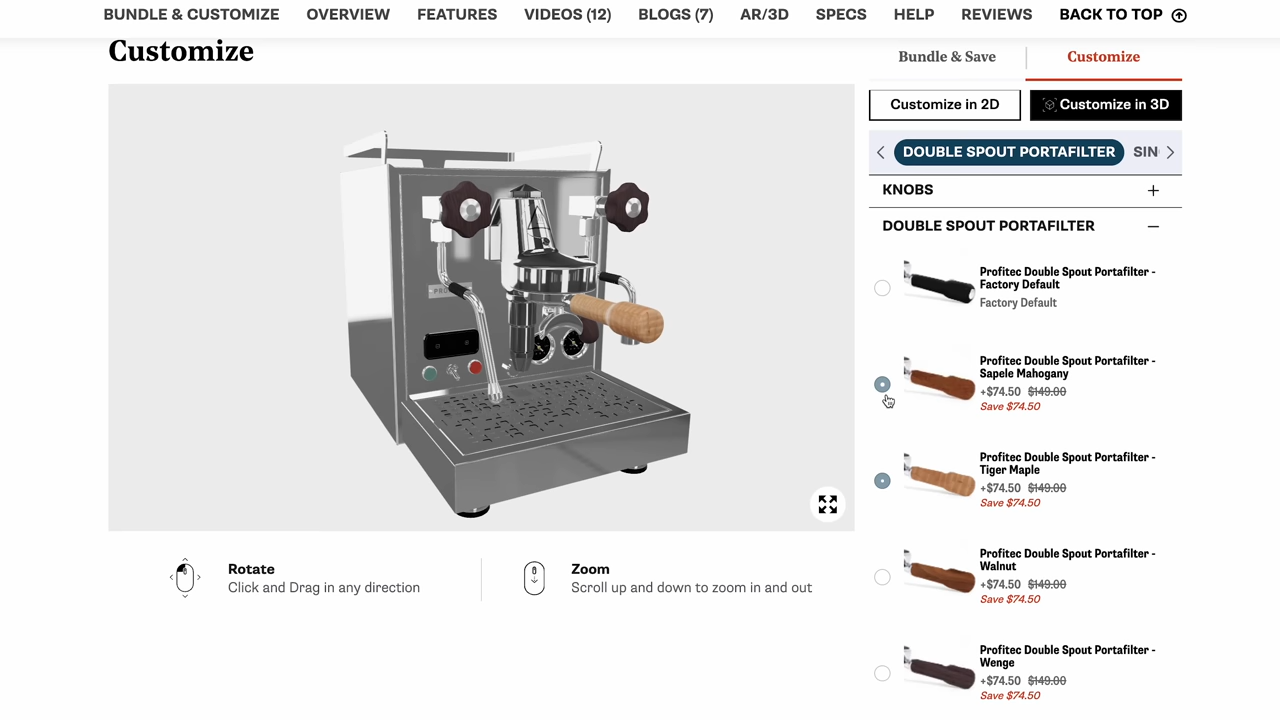 BUNDLE & CUSTOMIZE OVERVIEW FEATURES VIDEOS (12) BLOGS (7) AR/3D SPECS HELP REVIEWS BACK TO TOP
Customize
Bundle & Save Customize
Customize in 2D Customize in 3D
DOUBLE SPOUT PORTAFILTER SIN
KNOBS
DOUBLE SPOUT PORTAFILTER
Profitec Double Spout Portafilter -
Factory Default
Factory Default
Profitec Double Spout Portafilter -
Sapele Mahogany
+$74.50 $149.00
Save $74.50
Profitec Double Spout Portafilter -
Tiger Maple
+$74.50 $149.00
Save $74.50
Profitec Double Spout Portafilter -
Walnut
+$74.50 $149.00
Save $74.50
Profitec Double Spout Portafilter -
Wenge
+$74.50 $149.00
Save $74.50
Rotate
Click and Drag in any direction
Zoom
Scroll up and down to zoom in and out